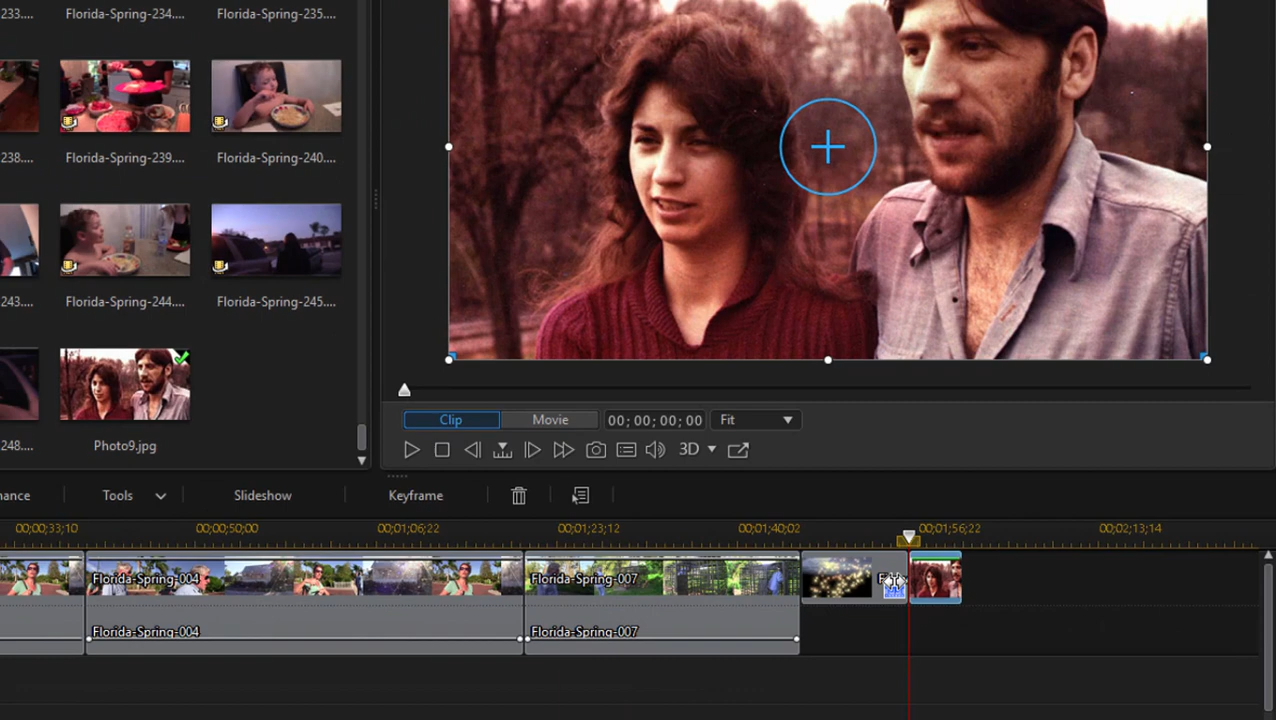 233.... Florida-Spring-234.... Florida-Spring-235....
238.... Florida-Spring-239.... Florida-Spring-240....
243.... Florida-Spring-244.... Florida-Spring-245....
248.... Photo9.jpg
Clip Movie 00; 00; 00; 00 Fit
3D
nance Tools Slideshow Keyframe
00;00;33;10 00;00;50;00 00;01;06;22 00;01;23;12 00;01;40;02 00;01;56;22 00;02;13;14
Florida-Spring-004 Florida-Spring-007
Florida-Spring-004 Florida-Spring-007